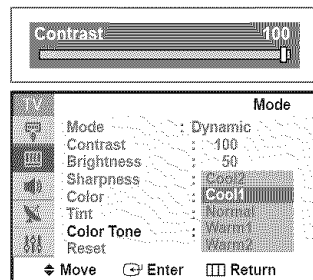 Contrast 100
TV Mode
Mode : Dynamic
Contrast : 100
Brightness : 50
Sharpness : Cool2
Color : Cool1
Tint : Normal
Color Tone : Warm1
Reset Warm2
Move Enter Return